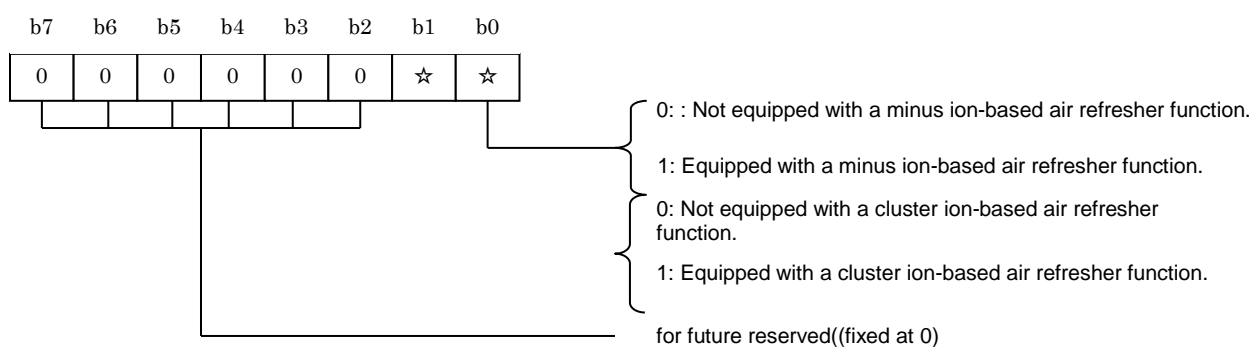 b7 b6 b5 b4 b3 b2 b1 b0
0 0 0 0 0 0 ☆ ☆
0: : Not equipped with a minus ion-based air refresher function.
1: Equipped with a minus ion-based air refresher function.
0: Not equipped with a cluster ion-based air refresher
function.
1: Equipped with a cluster ion-based air refresher function.
for future reserved((fixed at 0)